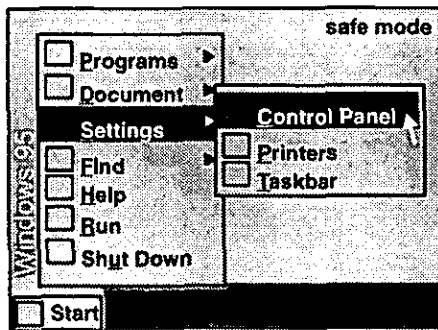 safe mode
Programs
Document
Settings
Find
Help
Run
Shut Down
Control Panel
Printers
Taskbar
Windows 95
Start